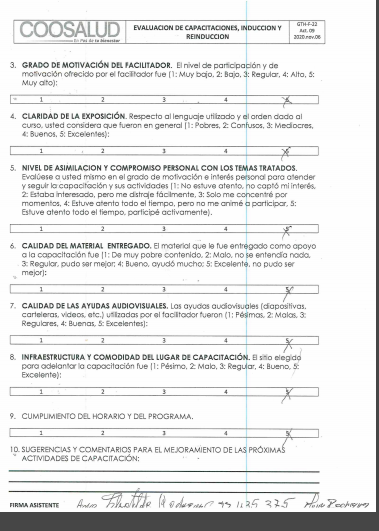 COOSALUD
En Pos de tu bienestar
EVALUACION DE CAPACITACIONES, INDUCCION Y
REINDUCCION
GTH-F-22
Act. 09
2020.nov.06
3. GRADO DE MOTIVACIÓN DEL FACILITADOR. El nivel de participación y de
motivación ofrecido por el facilitador fue (1: Muy bajo, 2: Bajo, 3: Regular, 4: Alto, 5:
Muy alto):
1 2 3 4 5
4. CLARIDAD DE LA EXPOSICIÓN. Respecto al lenguaje utilizado y el orden dado al
curso, usted considera que fueron en general (1: Pobres, 2: Confusos, 3: Mediocres,
4: Buenos, 5: Excelentes):
1 2 3 4 5
5. NIVEL DE ASIMILACION Y COMPROMISO PERSONAL CON LOS TEMAS TRATADOS.
Evalúese a usted mismo en el grado de motivación e interés personal para atender
y seguir la capacitación y sus actividades (1: No estuve atento, no captó mi interés,
2: Estaba interesado, pero me distraje fácil, 3: Solo me concentré por
momentos, 4: Estuve atento todo el tiempo, pero no me animé a participar, 5:
Estuve atento todo el tiempo, participé activamente).
1 2 3 4 5
6. CALIDAD DEL MATERIAL ENTREGADO. El material que le fue entregado como apoyo
a la capacitación fue (1: De muy pobre contenido, 2: Malo, no se entendía nada,
3: Regular, pudo ser mejor; 4: Bueno, ayudó mucho; 5: Excelente, no pudo ser
mejor):
1 2 3 4 5
7. CALIDAD DE LAS AYUDAS AUDIOVISUALES. Las ayudas audiovisuales (diapositivas,
carteleras, videos, etc.) utilizadas por el facilitador fueron (1: Pésimas, 2: Malas, 3:
Regulares, 4: Buenas, 5: Excelentes):
1 2 3 4 5
8. INFRAESTRUCTURA Y COMODIDAD DEL LUGAR DE CAPACITACIÓN. El sitio elegido
para adelantar la capacitación fue (1: Pésimo, 2: Malo, 3: Regular, 4: Bueno, 5:
Excelente):
1 2 3 4 5
9. CUMPLIMIENTO DEL HORARIO Y DEL PROGRAMA.
1 2 3 4 5
10. SUGERENCIAS Y COMENTARIOS PARA EL MEJORAMIENTO DE LAS PRÓXIMAS
ACTIVIDADES DE CAPACITACIÓN:
FIRMA ASISTENTE